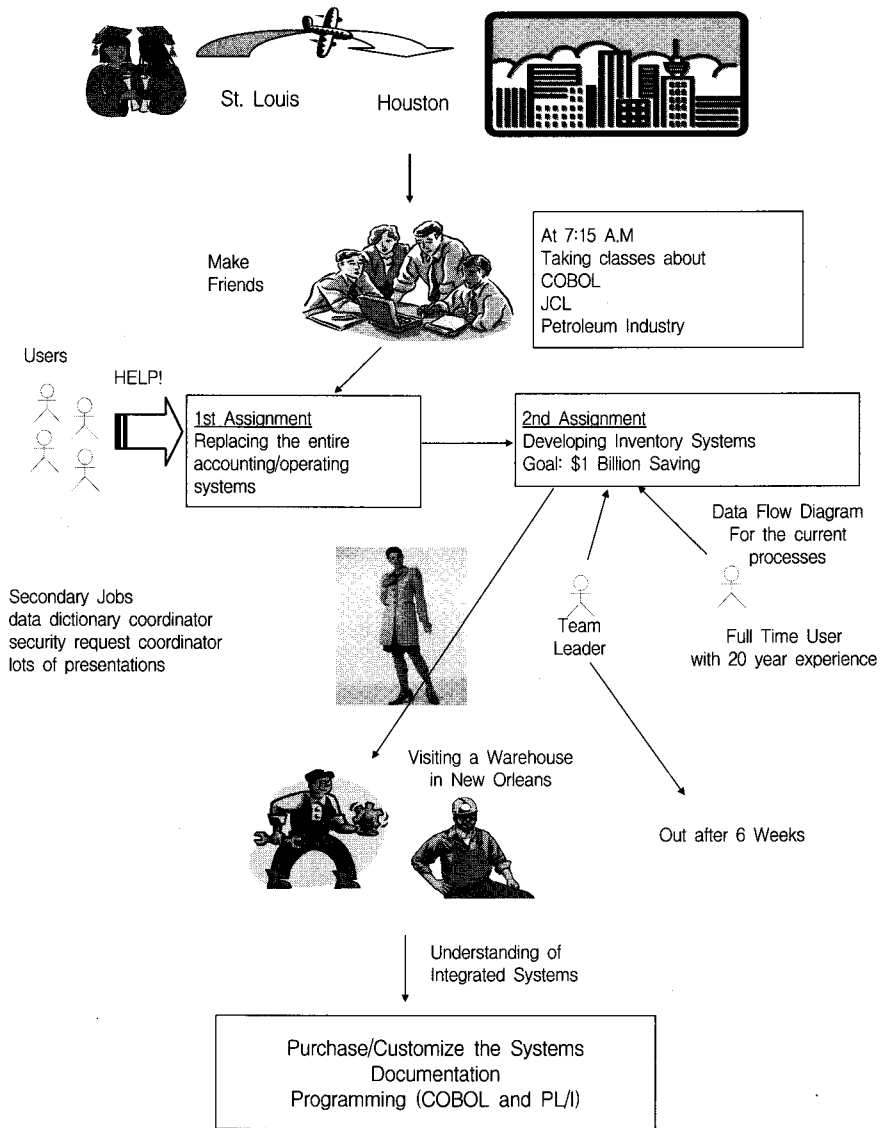 St. Louis
Houston
Make
Friends
At 7:15 A.M
Taking classes about
COBOL
JCL
Petroleum Industry
Users
HELP!
1st Assignment
Replacing the entire
accounting/operating
systems
2nd Assignment
Developing Inventory Systems
Goal: $1 Billion Saving
Data Flow Diagram
For the current
processes
Secondary Jobs
data dictionary coordinator
security request coordinator
lots of presentations
Team
Leader
Full Time User
with 20 year experience
Visiting a Warehouse
in New Orleans
Out after 6 Weeks
Understanding of
Integrated Systems
Purchase/Customize the Systems
Documentation
Programming (COBOL and PL/I)